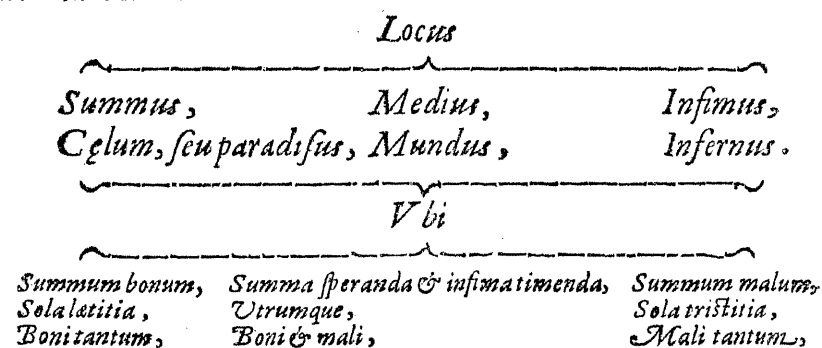 Locus
Summus, Medius, Infimus,
Cęlum, ſeu paradiſus, Mundus, Infernus.
Vbi
Summum bonum, Summa ſperanda & infima timenda, Summum malum,
Sola lætitia, Vtrumque, Sola triſtitia,
Boni tantum, Boni & mali, Mali tantum,